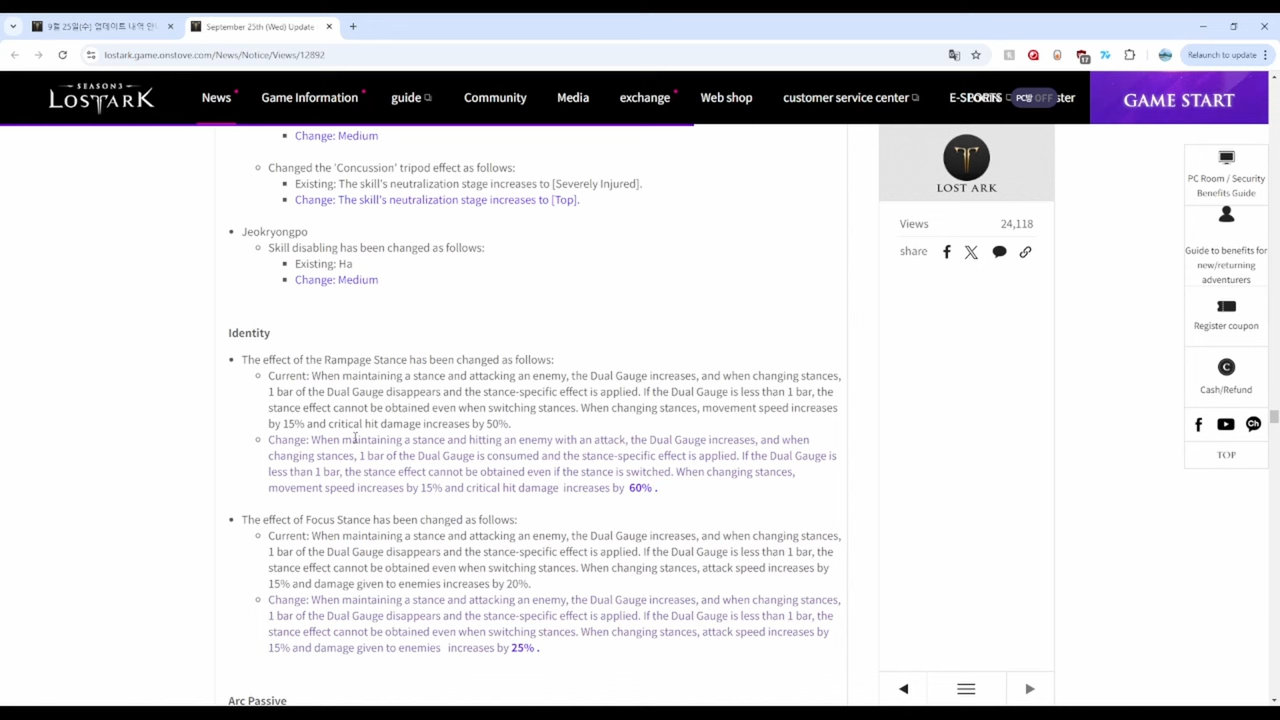 9월 25일(수) 업데이트 내역 안
September 25th (Wed) Update
lostark.game.onstove.com/News/Notice/Views/12892
17
Relaunch to update
SEASON3
LOSTARK
News
Game Information
guide
Community
Media
exchange
Web shop
customer service center
E-SPORTS
PC방 OFF
GAME START
Change: Medium
Changed the 'Concussion' tripod effect as follows:
Existing: The skill's neutralization stage increases to [Severely Injured].
Change: The skill's neutralization stage increases to [Top].
Jeokryongpo
Skill disabling has been changed as follows:
Existing: Ha
Change: Medium
Identity
The effect of the Rampage Stance has been changed as follows:
Current: When maintaining a stance and attacking an enemy, the Dual Gauge increases, and when changing stances,
1 bar of the Dual Gauge disappears and the stance-specific effect is applied. If the Dual Gauge is less than 1 bar, the
stance effect cannot be obtained even when switching stances. When changing stances, movement speed increases
by 15% and critical hit damage increases by 50%.
Change: When maintaining a stance and hitting an enemy with an attack, the Dual Gauge increases, and when
changing stances, 1 bar of the Dual Gauge is consumed and the stance-specific effect is applied. If the Dual Gauge is
less than 1 bar, the stance effect cannot be obtained even if the stance is switched. When changing stances,
movement speed increases by 15% and critical hit damage increases by 60% .
The effect of Focus Stance has been changed as follows:
Current: When maintaining a stance and attacking an enemy, the Dual Gauge increases, and when changing stances,
1 bar of the Dual Gauge disappears and the stance-specific effect is applied. If the Dual Gauge is less than 1 bar, the
stance effect cannot be obtained even when switching stances. When changing stances, attack speed increases by
15% and damage given to enemies increases by 20%.
Change: When maintaining a stance and attacking an enemy, the Dual Gauge increases, and when changing stances,
1 bar of the Dual Gauge disappears and the stance-specific effect is applied. If the Dual Gauge is less than 1 bar, the
stance effect cannot be obtained even when switching stances. When changing stances, attack speed increases by
15% and damage given to enemies increases by 25% .
Arc Passive
LOST ARK
Views 24,118
share
PC Room / Security
Benefits Guide
Guide to benefits for
new/returning
adventurers
Register coupon
Cash/Refund
Ch
TOP